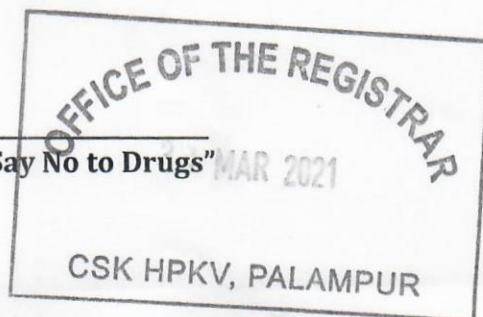 OFFICE OF THE REGISTRAR
Say No to Drugs"
MAR 2021
CSK HPKV, PALAMPUR